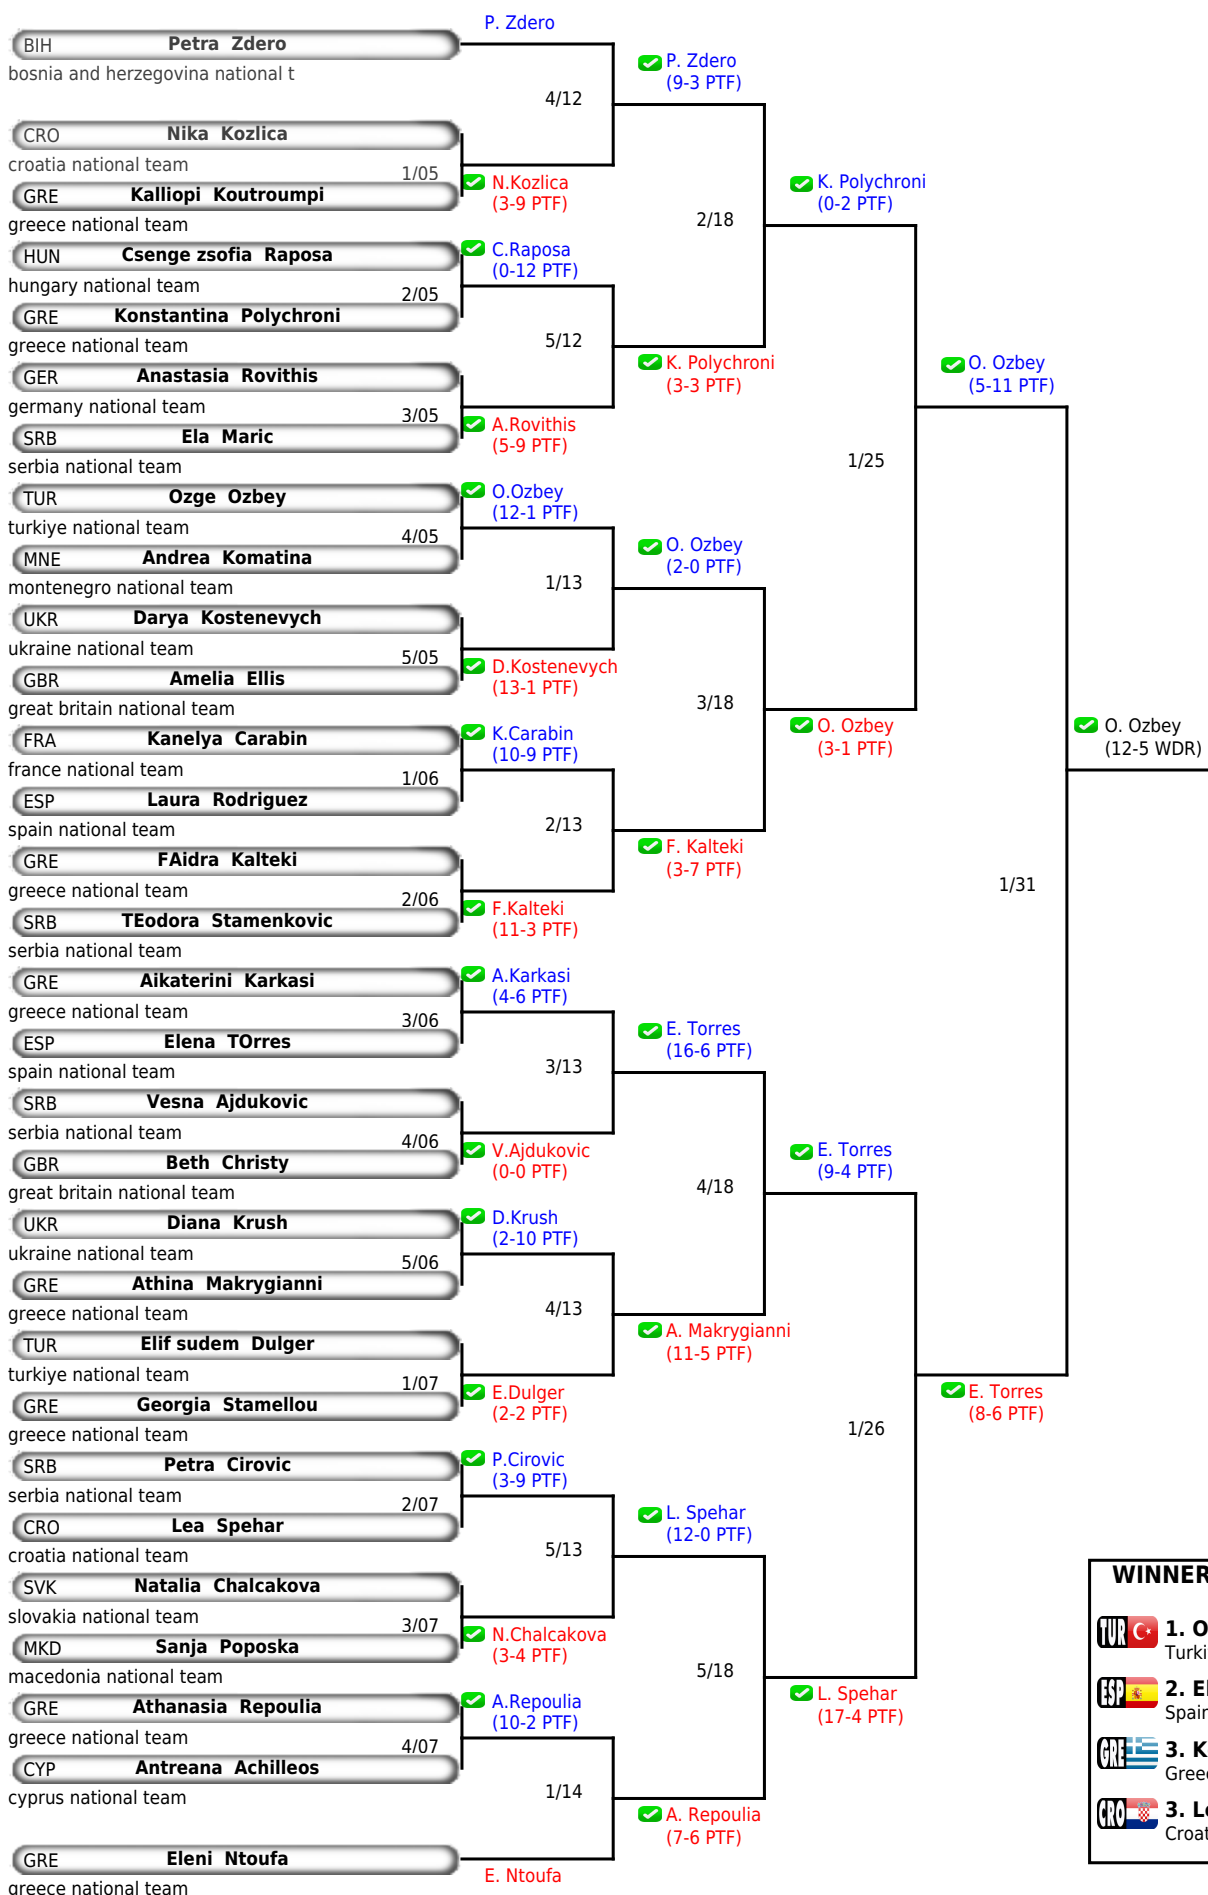 P. Zdero
BIH Petra Zdero
bosnia and herzegovina national t
P. Zdero
(9-3 PTF)
4/12
CRO Nika Kozlica
croatia national team
1/05
N.Kozlica
(3-9 PTF)
GRE Kalliopi Koutroumpi
greece national team
K. Polychroni
(0-2 PTF)
2/18
HUN Csenge zsofia Raposa
hungary national team
C.Raposa
(0-12 PTF)
2/05
GRE Konstantina Polychroni
greece national team
5/12
K. Polychroni
(3-3 PTF)
O. Ozbey
(5-11 PTF)
GER Anastasia Rovithis
germany national team
3/05
A.Rovithis
(5-9 PTF)
SRB Ela Maric
serbia national team
1/25
TUR Ozge Ozbey
turkiye national team
O.Ozbey
(12-1 PTF)
4/05
MNE Andrea Komatina
montenegro national team
O. Ozbey
(2-0 PTF)
1/13
UKR Darya Kostenevych
ukraine national team
5/05
D.Kostenevych
(13-1 PTF)
GBR Amelia Ellis
great britain national team
3/18
O. Ozbey
(3-1 PTF)
O. Ozbey
(12-5 WDR)
FRA Kanelya Carabin
france national team
K.Carabin
(10-9 PTF)
1/06
ESP Laura Rodriguez
spain national team
2/13
F. Kalteki
(3-7 PTF)
GRE FAidra Kalteki
greece national team
2/06
F.Kalteki
(11-3 PTF)
1/31
SRB TEodora Stamenkovic
serbia national team
GRE Aikaterini Karkasi
greece national team
A.Karkasi
(4-6 PTF)
3/06
ESP Elena TOrres
spain national team
E. Torres
(16-6 PTF)
3/13
SRB Vesna Ajdukovic
serbia national team
4/06
V.Ajdukovic
(0-0 PTF)
GBR Beth Christy
great britain national team
E. Torres
(9-4 PTF)
4/18
UKR Diana Krush
ukraine national team
D.Krush
(2-10 PTF)
5/06
GRE Athina Makrygianni
greece national team
4/13
A. Makrygianni
(11-5 PTF)
TUR Elif sudem Dulger
turkiye national team
1/07
E.Dulger
(2-2 PTF)
GRE Georgia Stamellou
greece national team
E. Torres
(8-6 PTF)
1/26
SRB Petra Cirovic
serbia national team
P.Cirovic
(3-9 PTF)
2/07
CRO Lea Spehar
croatia national team
L. Spehar
(12-0 PTF)
5/13
SVK Natalia Chalcakova
slovakia national team
3/07
N.Chalcakova
(3-4 PTF)
MKD Sanja Poposka
macedonia national team
5/18
L. Spehar
(17-4 PTF)
GRE Athanasia Repoulia
greece national team
A.Repoulia
(10-2 PTF)
4/07
CYP Antreana Achilleos
cyprus national team
1/14
A. Repoulia
(7-6 PTF)
GRE Eleni Ntoufa
greece national team
E. Ntoufa
WINNER
TUR 1. O
Turki
ESP 2. El
Spain
GRE 3. K
Greec
CRO 3. Le
Croat